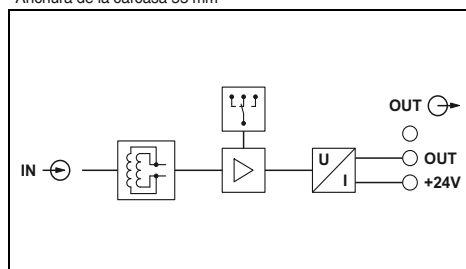 Anchura de la carcasa 35 mm
OUT
IN
U
I
OUT
+24V